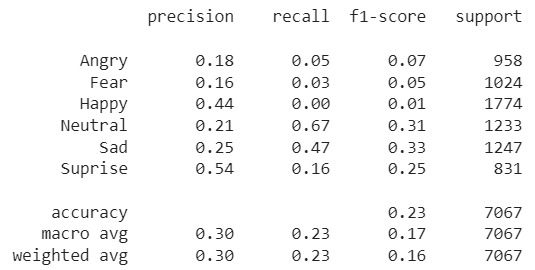 precision recall f1-score support
Angry 0.18 0.05 0.07 958
Fear 0.16 0.03 0.05 1024
Happy 0.44 0.00 0.01 1774
Neutral 0.21 0.67 0.31 1233
Sad 0.25 0.47 0.33 1247
Suprise 0.54 0.16 0.25 831
accuracy 0.23 7067
macro avg 0.30 0.23 0.17 7067
weighted avg 0.30 0.23 0.16 7067